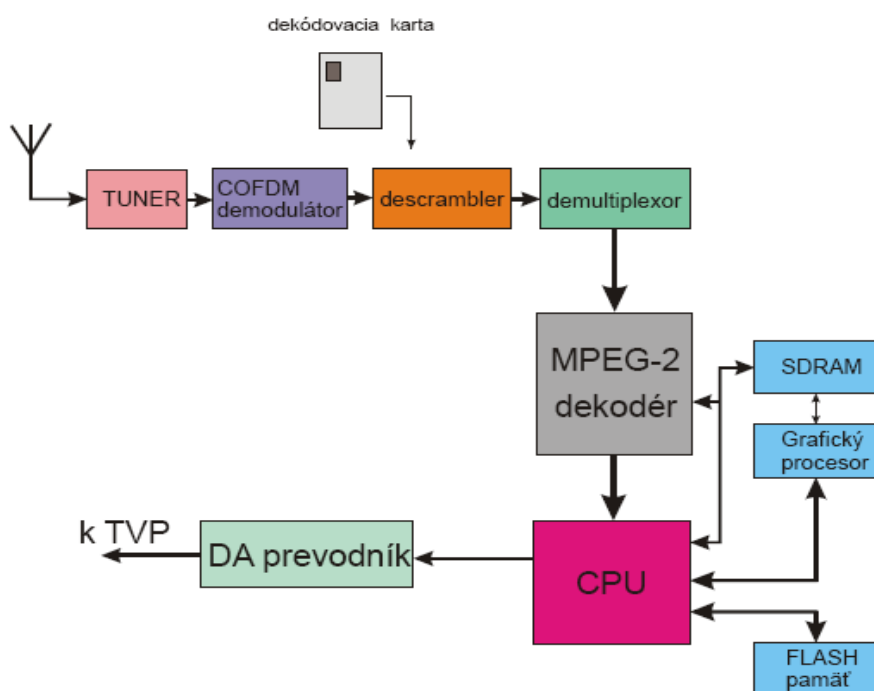 dekódovacia karta
TUNER
COFDM
demodulátor
descrambler
demultiplexor
MPEG-2
dekodér
SDRAM
Grafický
procesor
k TVP
DA prevodník
CPU
FLASH
pamäť